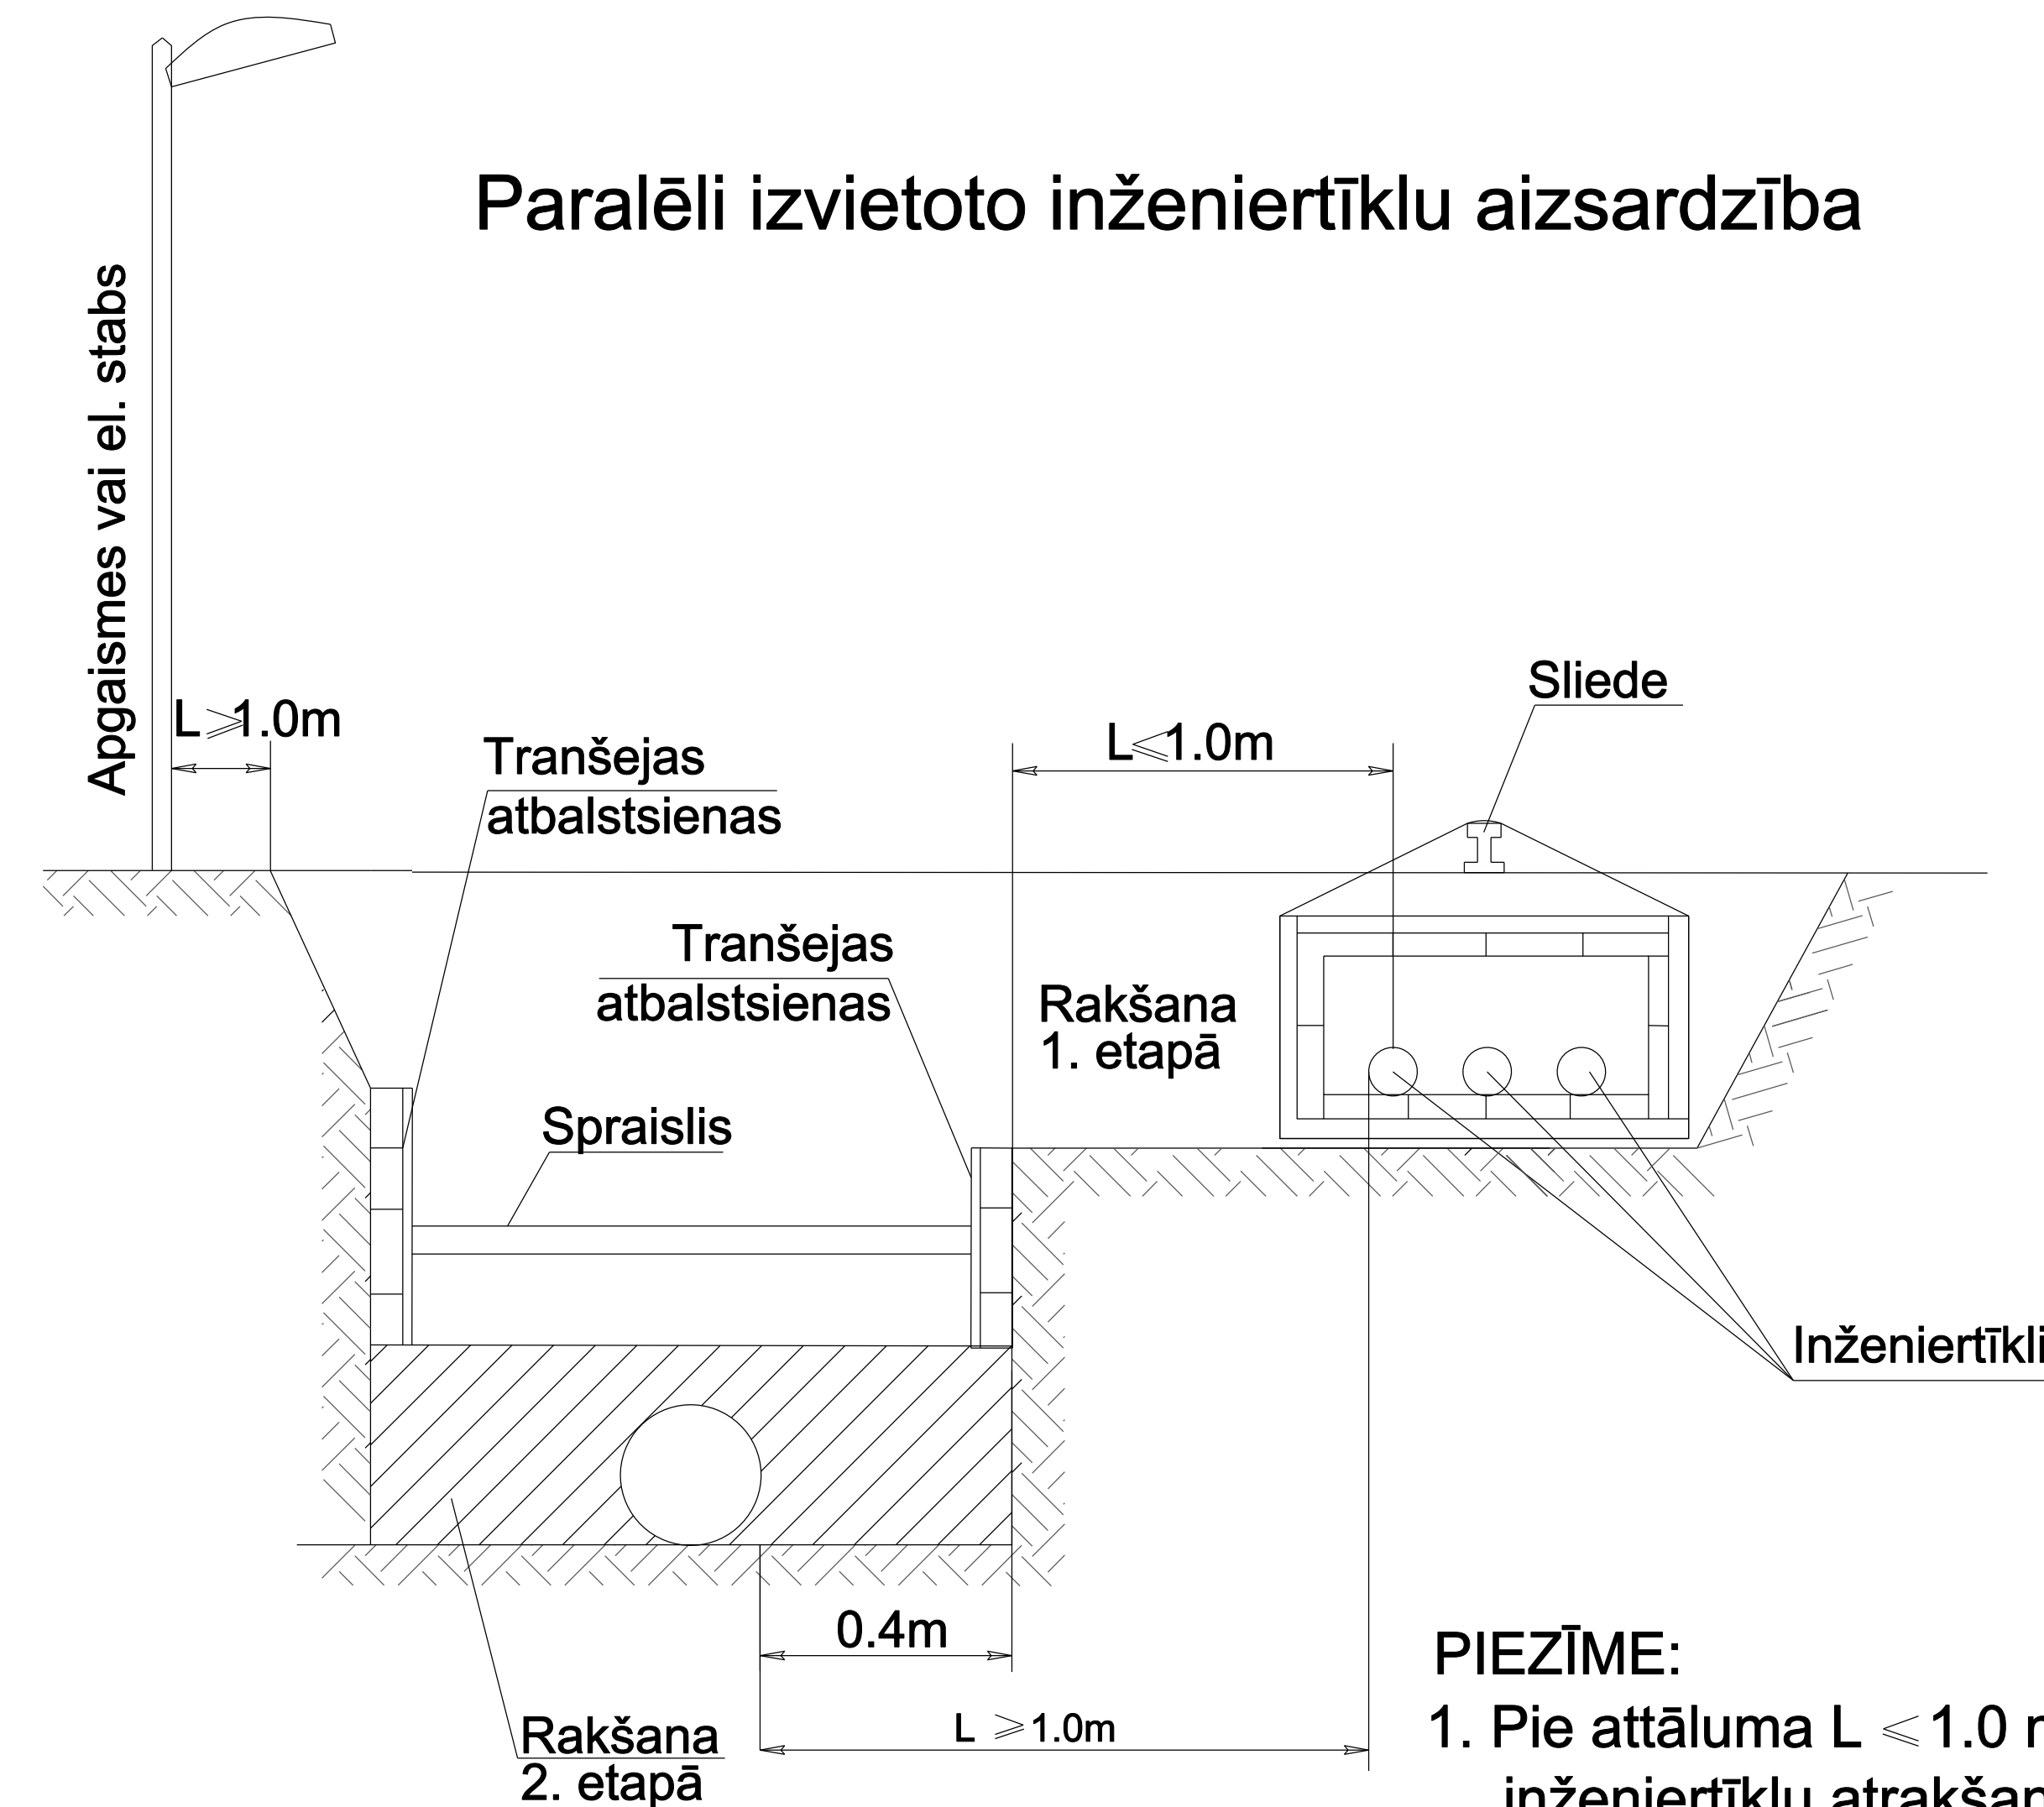 Paralēli izvietoto inženiertīklu aizsardzība
Apgaismes vai el. stabs
L ⩾1.0m
Tranšejas
atbalstsienas
L⩽1.0m
Sliede
Tranšejas
atbalstsienas
Rakšana
1. etapā
Spraislis
Inženiertīkli
0.4m
L ⩾ 1.0m
Rakšana
2. etapā
PIEZĪME:
1. Pie attāluma L ⩽ 1.0
inženiertīklu